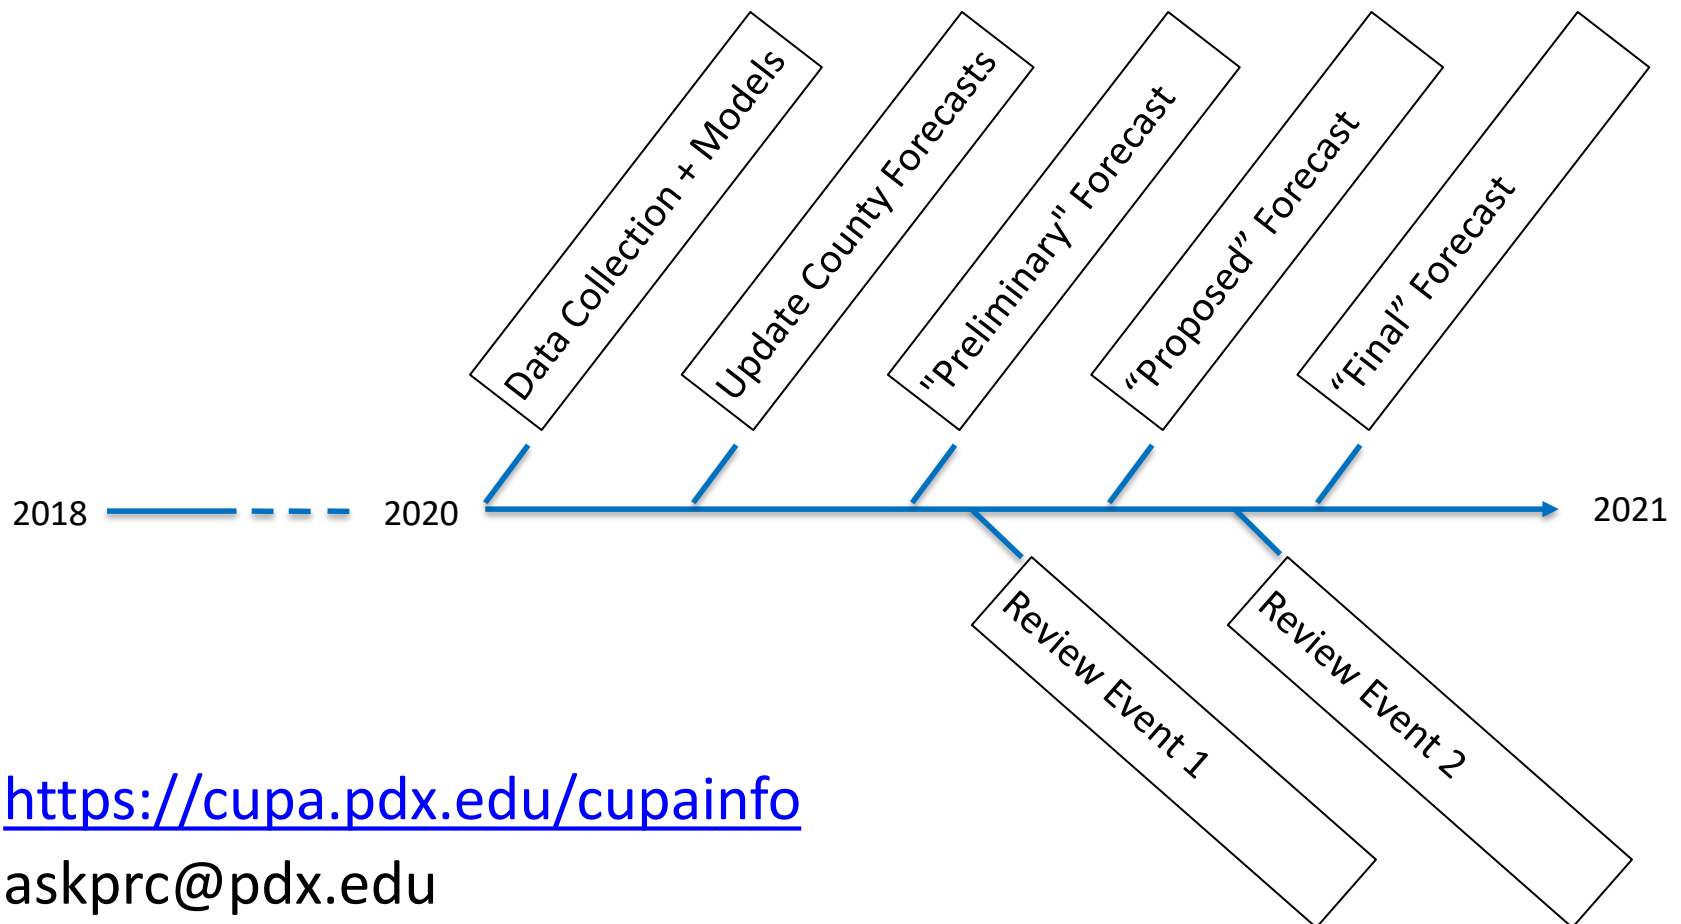 Data Collection + Models
Update County Forecasts
"Preliminary" Forecast
“Proposed” Forecast
“Final” Forecast
2018
2020
2021
Review Event 1
Review Event 2
https://cupa.pdx.edu/cupainfo
askprc@pdx.edu